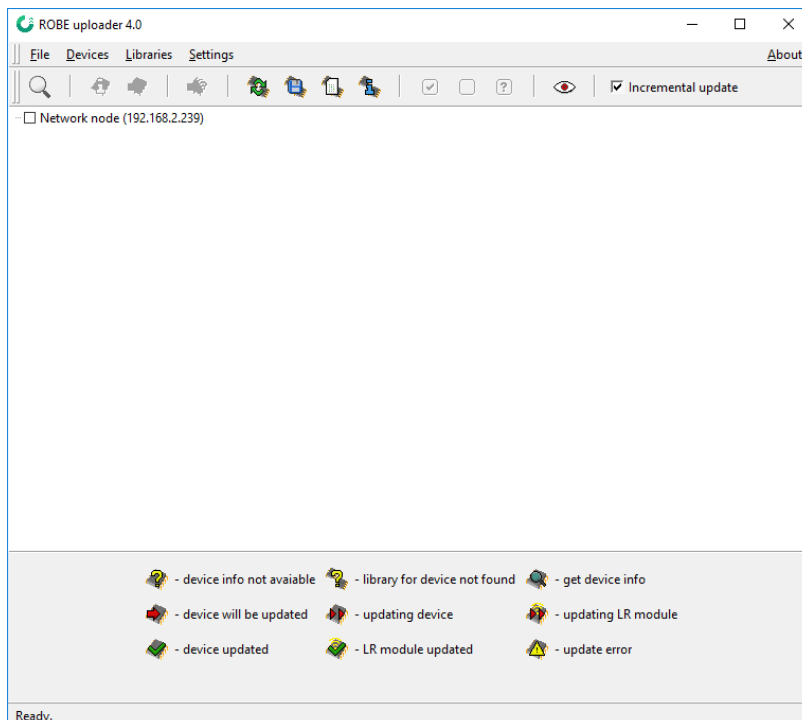 ROBE uploader 4.0
File Devices Libraries Settings About
Incremental update
Network node (192.168.2.239)
- device info not avaiable - library for device not found - get device info
- device will be updated - updating device - updating LR module
- device updated - LR module updated - update error
Ready.